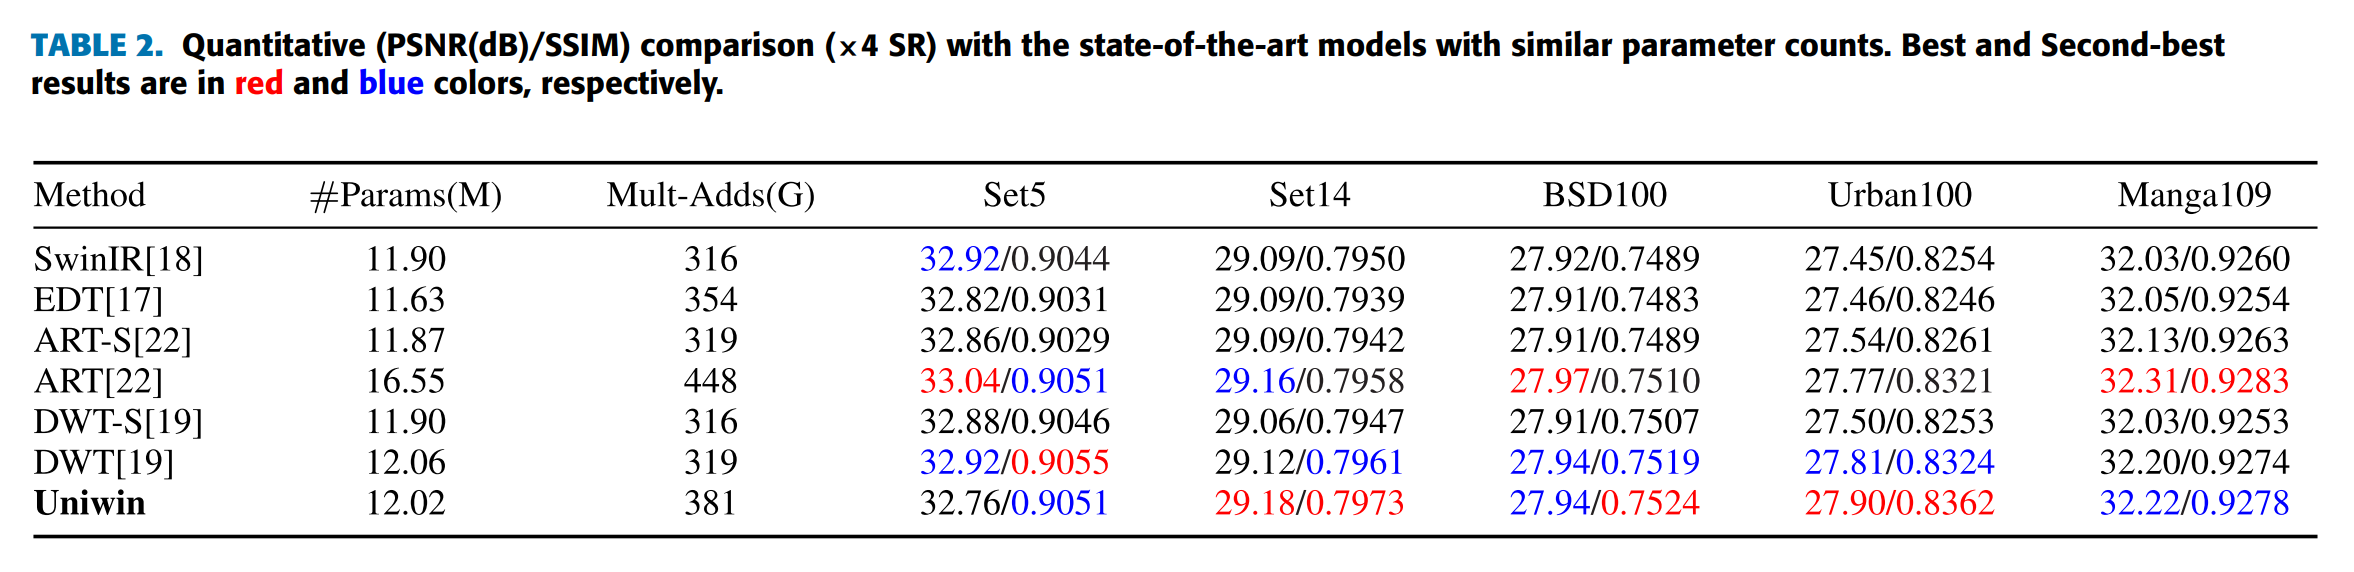 TABLE 2. Quantitative (PSNR(dB)/SSIM) comparison (×4 SR) with the state-of-the-art models with similar parameter counts. Best and Second-best
results are in red and blue colors, respectively.
Method #Params(M) Mult-Adds(G) Set5 Set14 BSD100 Urban100 Manga109
SwinIR[18] 11.90 316 32.92/0.9044 29.09/0.7950 27.92/0.7489 27.45/0.8254 32.03/0.9260
EDT[17] 11.63 354 32.82/0.9031 29.09/0.7939 27.91/0.7483 27.46/0.8246 32.05/0.9254
ART-S[22] 11.87 319 32.86/0.9029 29.09/0.7942 27.91/0.7489 27.54/0.8261 32.13/0.9263
ART[22] 16.55 448 33.04/0.9051 29.16/0.7958 27.97/0.7510 27.77/0.8321 32.31/0.9283
DWT-S[19] 11.90 316 32.88/0.9046 29.06/0.7947 27.91/0.7507 27.50/0.8253 32.03/0.9253
DWT[19] 12.06 319 32.92/0.9055 29.12/0.7961 27.94/0.7519 27.81/0.8324 32.20/0.9274
Uniwin 12.02 381 32.76/0.9051 29.18/0.7973 27.94/0.7524 27.90/0.8362 32.22/0.9278